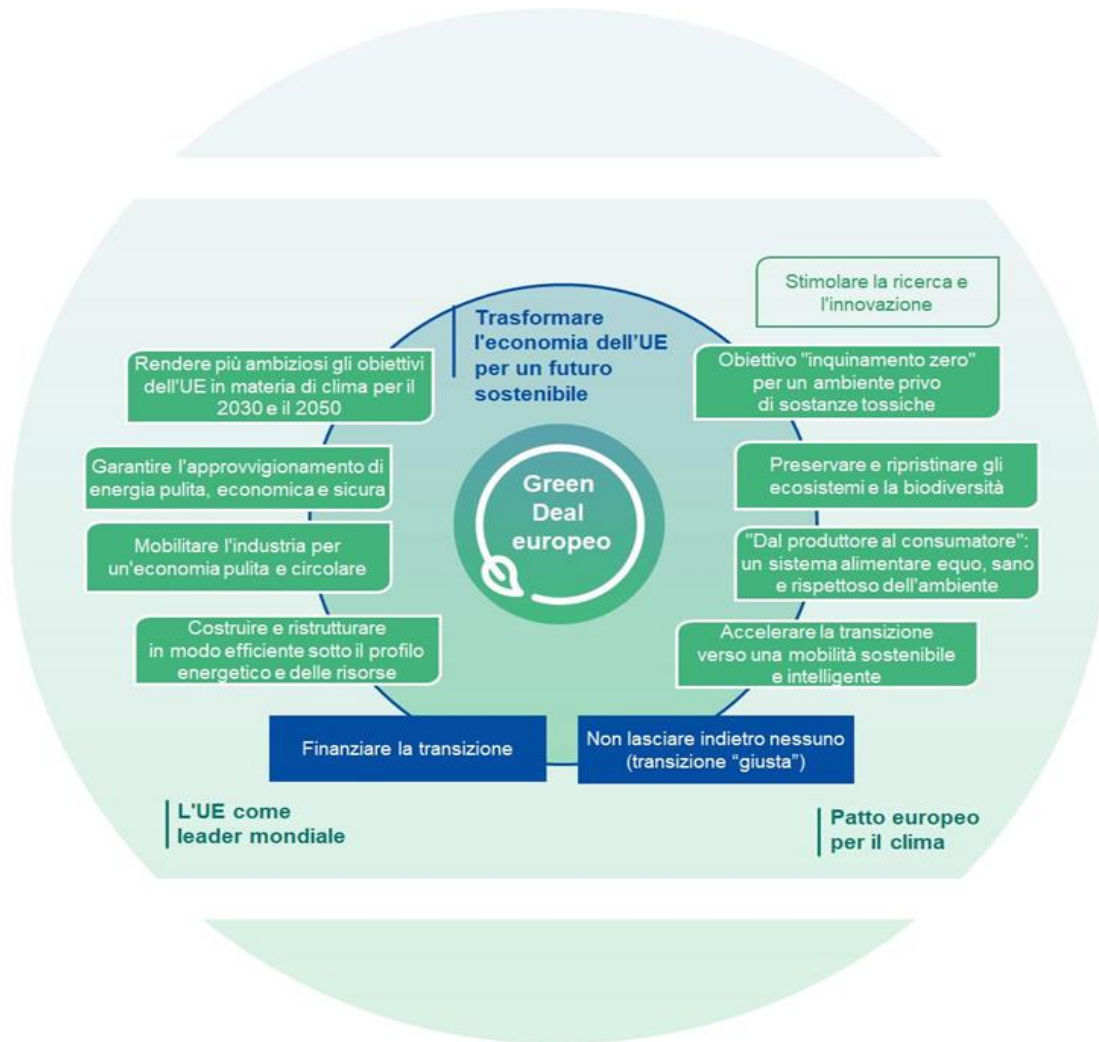 Stimolare la ricerca e
l'innovazione
Trasformare
l'economia dell'UE
per un futuro
sostenibile
Rendere più ambiziosi gli obiettivi
dell'UE in materia di clima per il
2030 e il 2050
Obiettivo "inquinamento zero"
per un ambiente privo
di sostanze tossiche
Garantire l'approvvigionamento di
energia pulita, economica e sicura
Green
Deal
europeo
Preservare e ripristinare gli
ecosistemi e la biodiversità
Mobilitare l'industria per
un'economia pulita e circolare
"Dal produttore al consumatore":
un sistema alimentare equo, sano
e rispettoso dell'ambiente
Costruire e ristrutturare
in modo efficiente sotto il profilo
energetico e delle risorse
Accelerare la transizione
verso una mobilità sostenibile
e intelligente
Finanziare la transizione
Non lasciare indietro nessuno
(transizione “giusta”)
L'UE come
leader mondiale
Patto europeo
per il clima